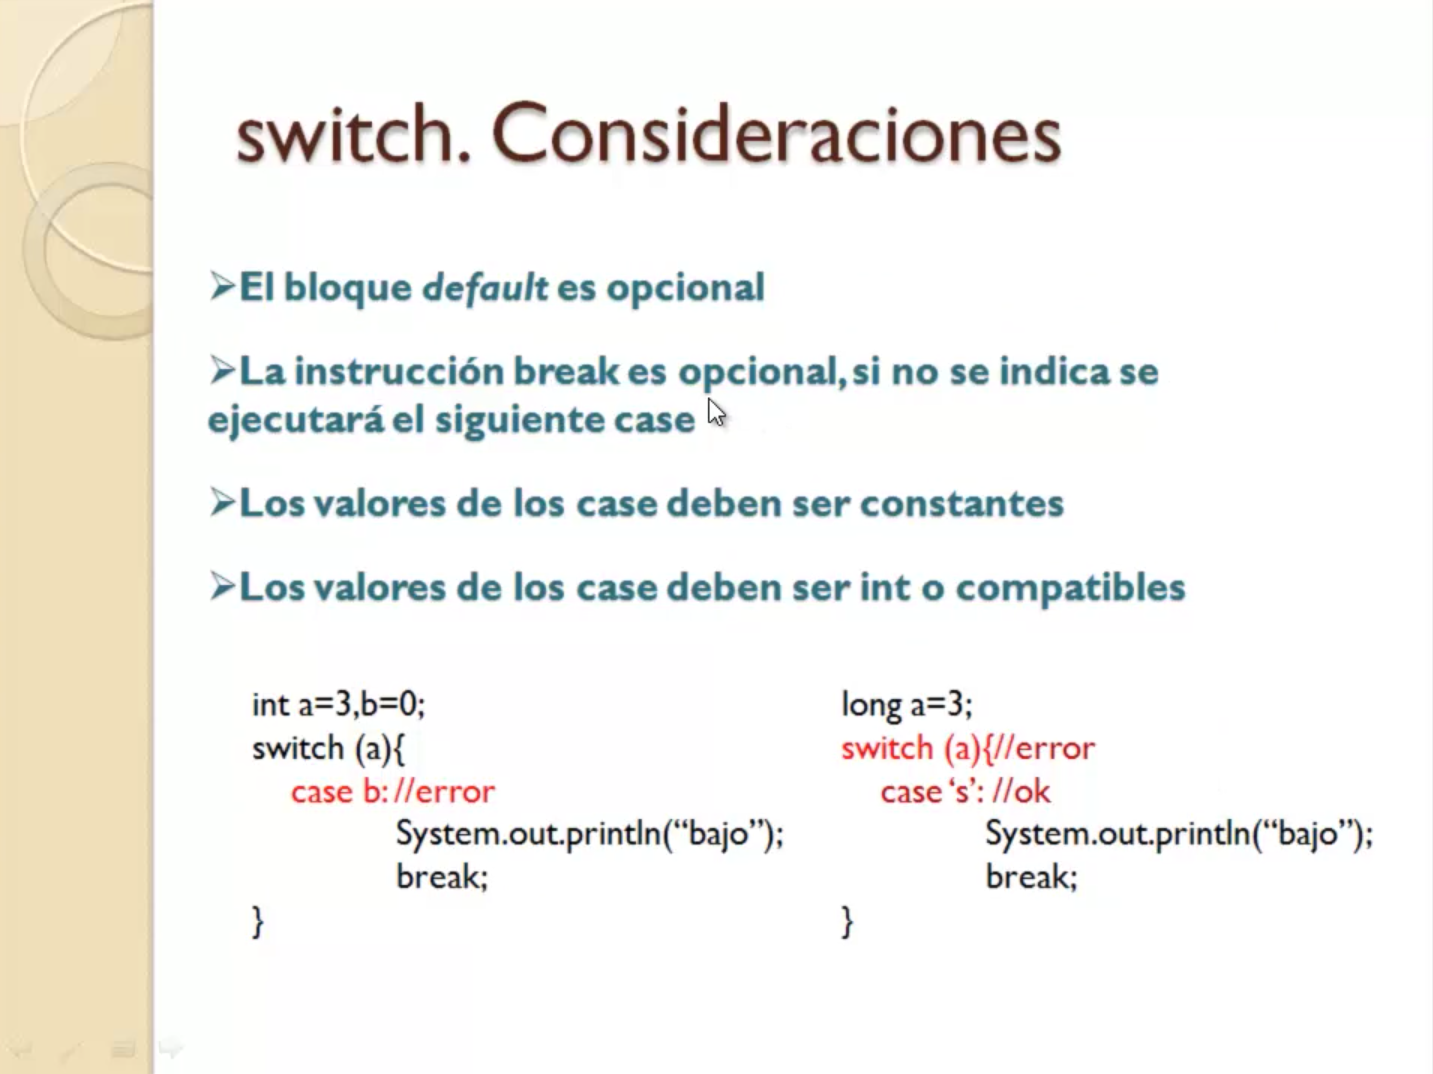 switch. Consideraciones
➢El bloque default es opcional
➢La instrucción break es opcional, si no se indica se
ejecutará el siguiente case
➢Los valores de los case deben ser constantes
➢Los valores de los case deben ser int o compatibles
int a=3,b=0;
switch (a){
case b: //error
System.out.println(“bajo”);
break;
}
long a=3;
switch (a){//error
case ‘s’: //ok
System.out.println(“bajo”);
break;
}